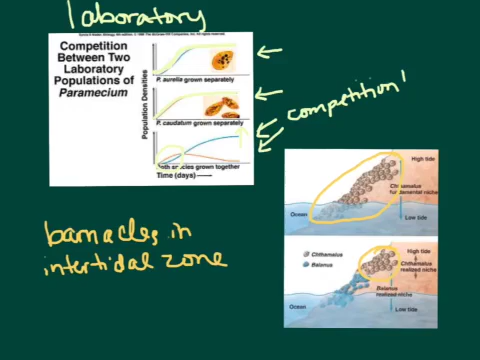 laboratory
Competition
Between Two
Laboratory
Populations of
Paramecium
Population Densities
P. aurelia grown separately
P. caudatum grown separately
Both species grown together
Time (days)
competition!
High tide
Chthamalus
fundamental niche
Ocean
Low tide
barnacles in
intertidal zone
Chthamalus
Balanus
High tide
Chthamalus
realized niche
Balanus
realized niche
Ocean
Low tide